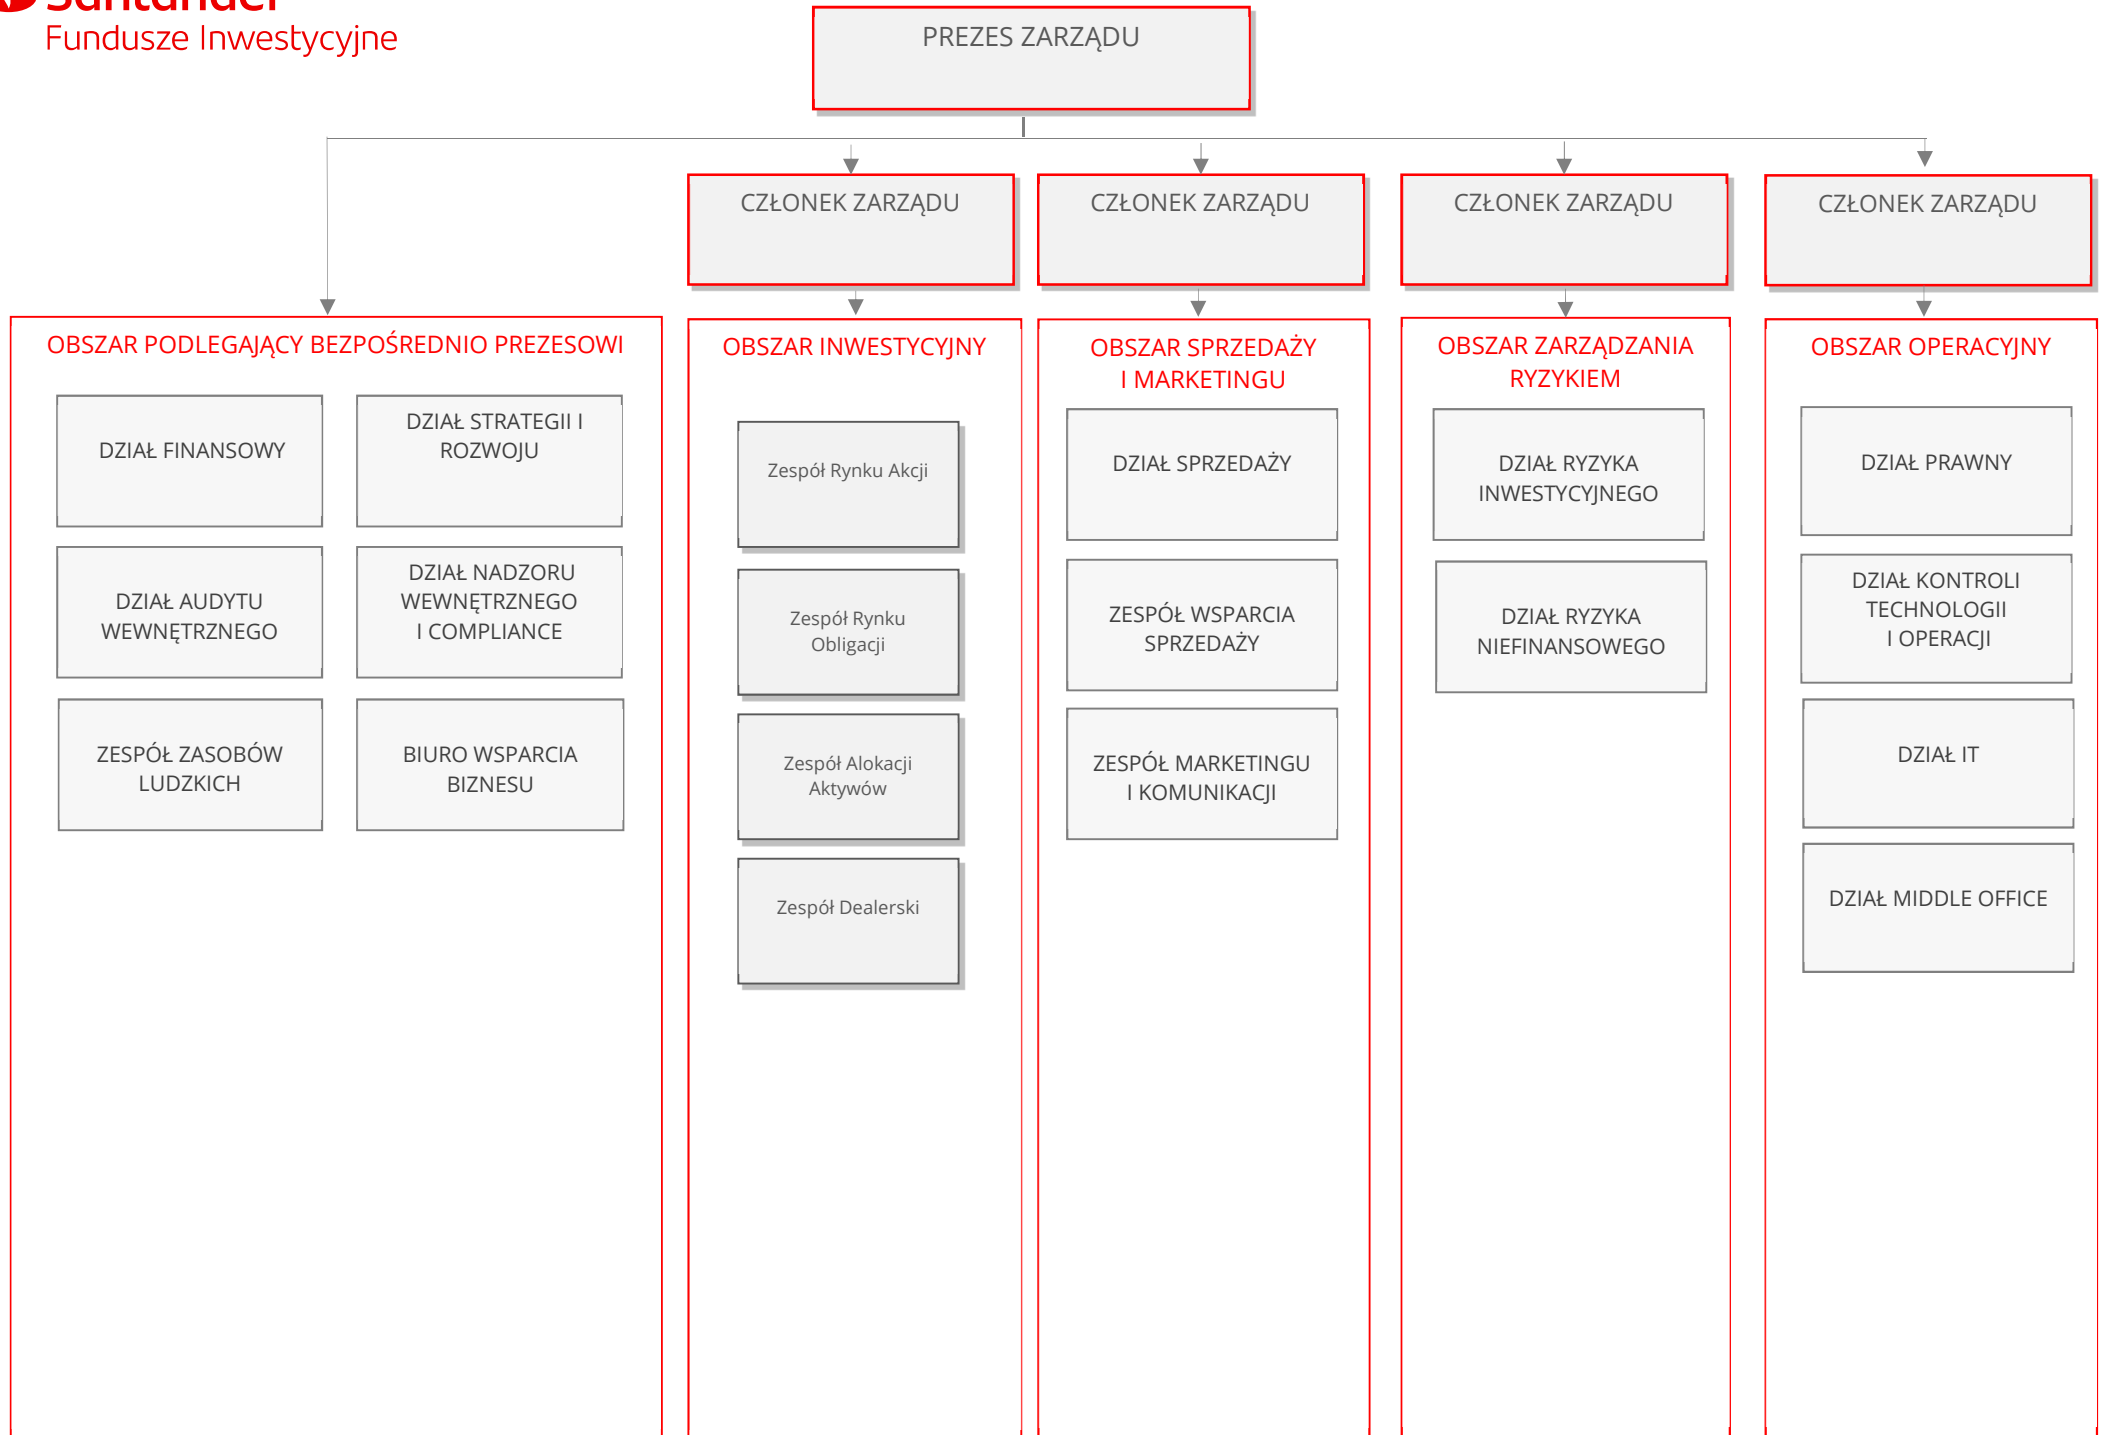 Santander
Fundusze Inwestycyjne
PREZES ZARZĄDU
CZŁONEK ZARZĄDU
CZŁONEK ZARZĄDU
CZŁONEK ZARZĄDU
CZŁONEK ZARZĄDU
OBSZAR PODLEGAJĄCY BEZPOŚREDNIO PREZESOWI
DZIAŁ FINANSOWY
DZIAŁ STRATEGII I
ROZWOJU
DZIAŁ AUDYTU
WEWNĘTRZNEGO
DZIAŁ NADZORU
WEWNĘTRZNEGO
I COMPLIANCE
ZESPÓŁ ZASOBÓW
LUDZKICH
BIURO WSPARCIA
BIZNESU
OBSZAR INWESTYCYJNY
Zespół Rynku Akcji
Zespół Rynku
Obligacji
Zespół Alokacji
Aktywów
Zespół Dealerski
OBSZAR SPRZEDAŻY
I MARKETINGU
DZIAŁ SPRZEDAŻY
ZESPÓŁ WSPARCIA
SPRZEDAŻY
ZESPÓŁ MARKETINGU
I KOMUNIKACJI
OBSZAR ZARZĄDZANIA
RYZYKIEM
DZIAŁ RYZYKA
INWESTYCYJNEGO
DZIAŁ RYZYKA
NIEFINANSOWEGO
OBSZAR OPERACYJNY
DZIAŁ PRAWNY
DZIAŁ KONTROLI
TECHNOLOGII
I OPERACJI
DZIAŁ IT
DZIAŁ MIDDLE OFFICE